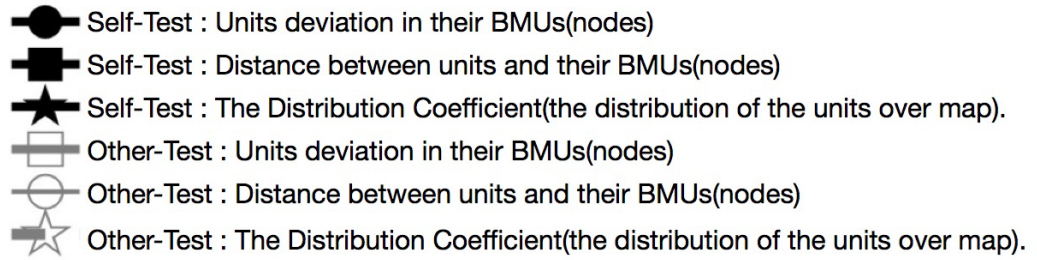 Self-Test : Units deviation in their BMUs(nodes)
Self-Test : Distance between units and their BMUs(nodes)
Self-Test : The Distribution Coefficient(the distribution of the units over map).
Other-Test : Units deviation in their BMUs(nodes)
Other-Test : Distance between units and their BMUs(nodes)
Other-Test : The Distribution Coefficient(the distribution of the units over map).